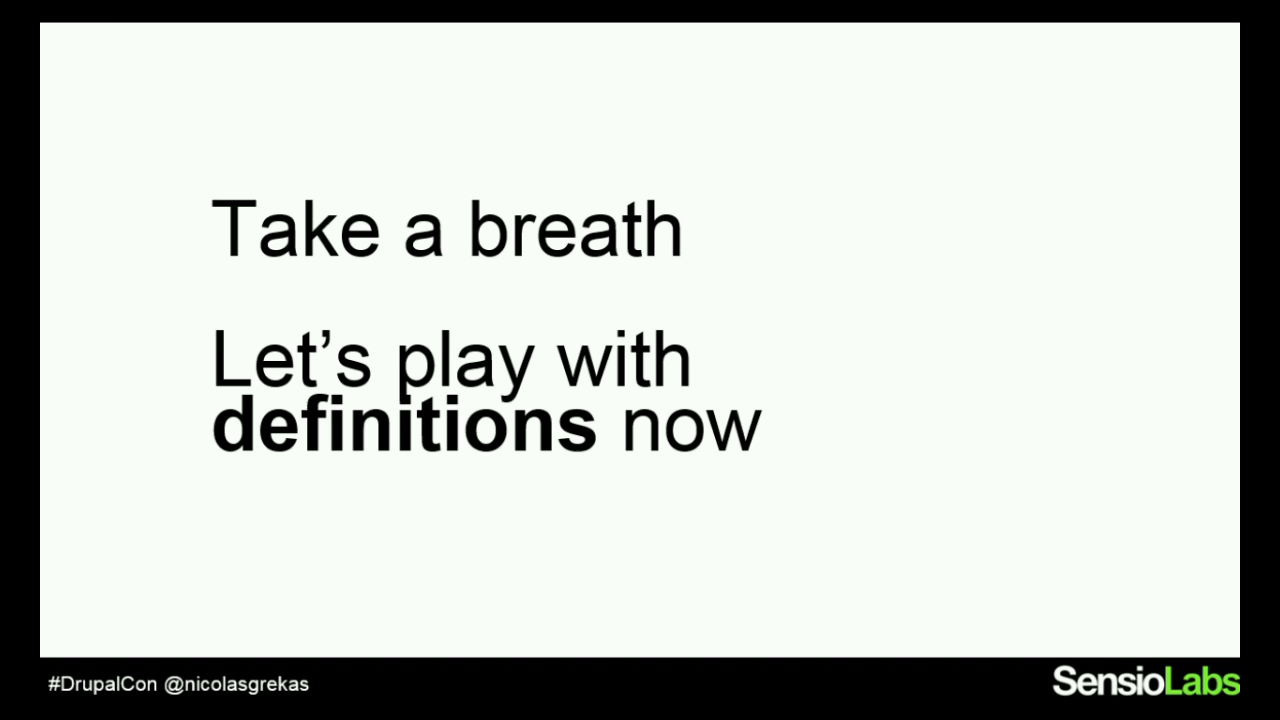 Take a breath
Let’s play with
definitions now
#DrupalCon @nicolasgrekas
SensioLabs